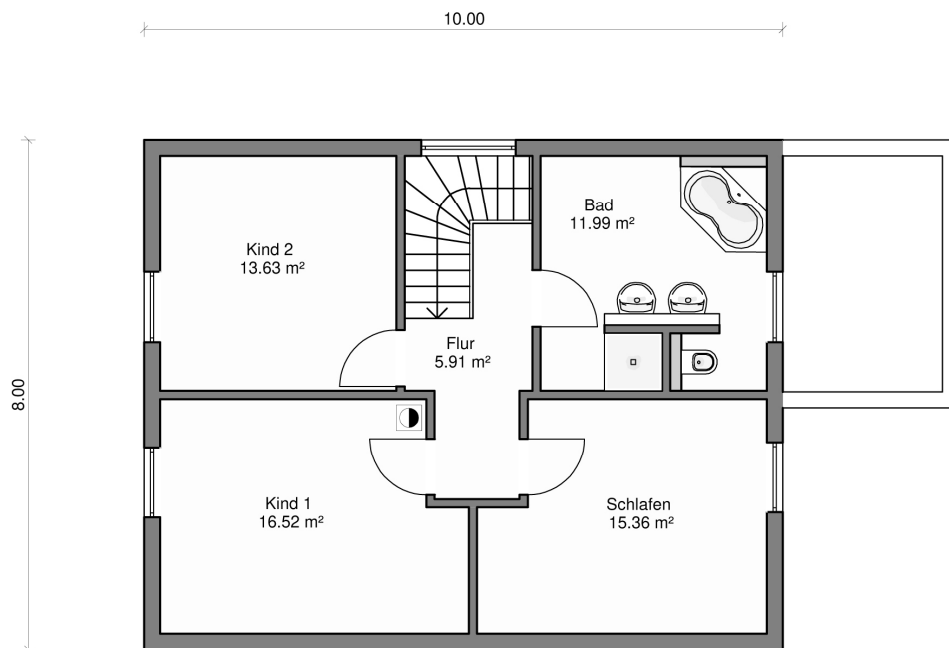 10.00
8.00
Kind 2
13.63 m²
Bad
11.99 m²
Flur
5.91 m²
Kind 1
16.52 m²
Schlafen
15.36 m²